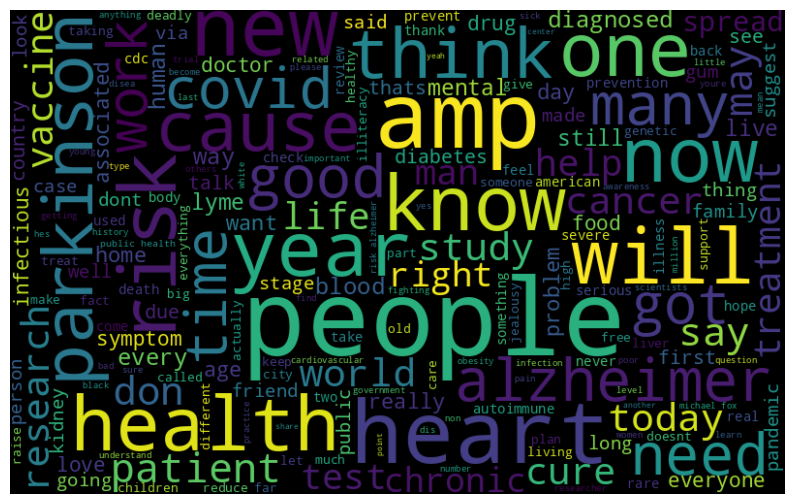 anything
sick
center
look
deadly
prevent
drug
diagnosed
taking
via
new
said
thank
spread
think
one
trial
related
please
yeah
review
healthy
doctor
back
see
cdc
human
little
vaccine
disea
become
last
youre
gum
suggest
parkinson
work
covid
amp
thats
mental
give
prevention
may
mean
country
associated
cause
illiteracy
day
many
genetic
young
type
way
check
important
made
still
live
case
risk
good
man
diabetes
help
now
talk
others
feel
someone
american
thing
dont
body
lyme
white
know
cancer
family
infectious
used
getting
want
life
yes
awareness
hes
history
everything
food
home
public health
time
year
study
part
severe
treat
risk alzheimer
right
will
illness
million
support
well
death
stage
blood
something
problem
high
treatment
research
fact
big
actually
find
fighting
jealousy
serious
scientists
make
come
due
people
got
hope
symptom
old
free
liver
say
bad
sure
every
keep
cardiovascular
take
never
first
poor
question
black
called
age
city
world
obesity
infection
don
government
care
alzheimer
pain
level
person
friend
two
really
another
michael fox
kidney
different
practice
public
autoimmune
long
doesnt
real
raise
health
share
heart
non
today
pandemic
love
understand
point
dis
living
plan
women
learn
going
patient
let
much
test
chronic
cure
need
children
reduce
far
number
researcher
rare
everyone